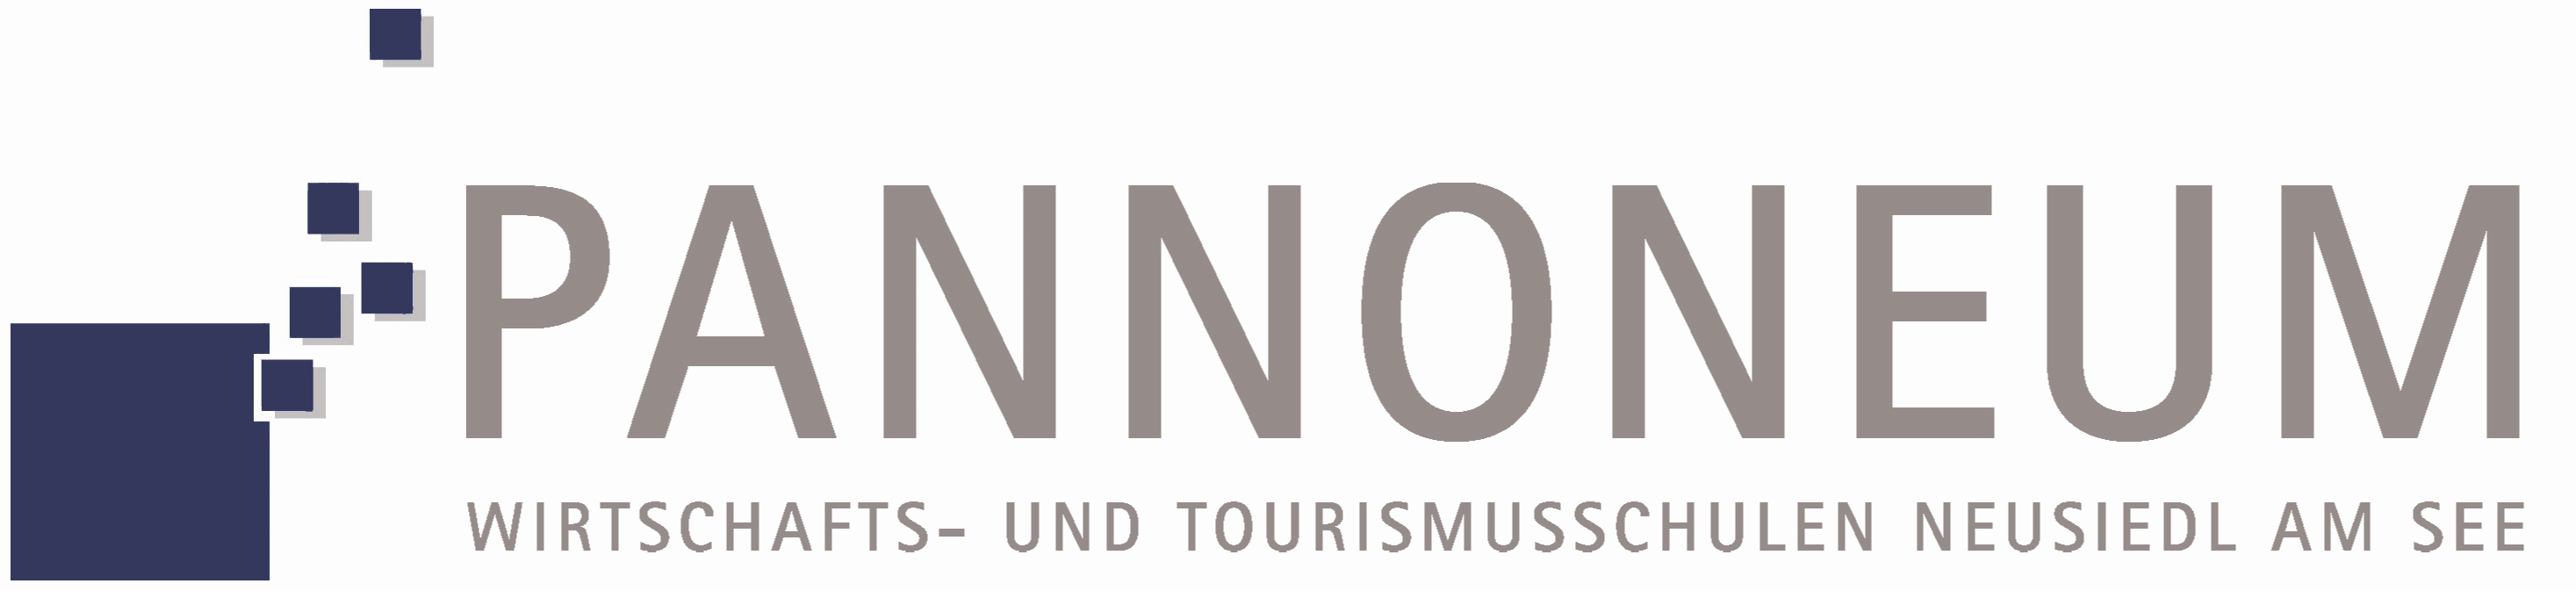 PANNONEUM
WIRTSCHAFTS- UND TOURISMUSSCHULEN NEUSIEDL AM SEE